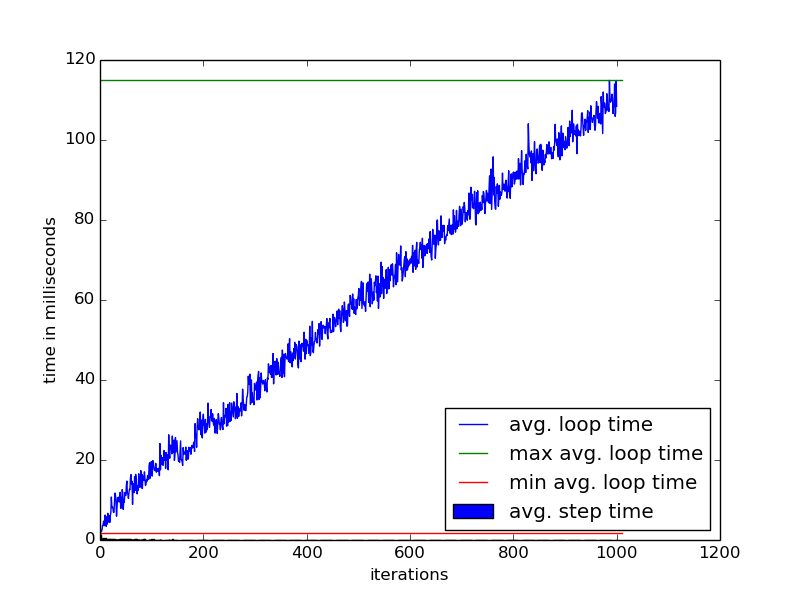 120
100
80
60
40
20
0
time in milliseconds
avg. loop time
max avg. loop time
min avg. loop time
avg. step time
0 200 400 600 800 1000 1200
iterations